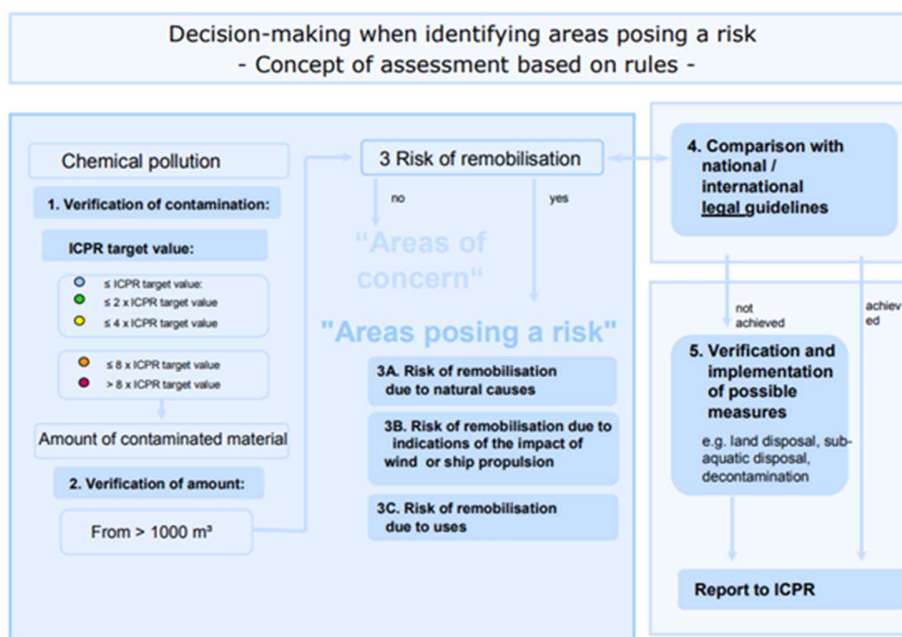 Decision-making when identifying areas posing a risk
- Concept of assessment based on rules -
Chemical pollution
1. Verification of contamination:
ICPR target value:
≤ ICPR target value:
≤ 2 x ICPR target value
≤ 4 x ICPR target value
≤ 8 x ICPR target value
> 8 x ICPR target value
Amount of contaminated material
2. Verification of amount:
From > 1000 m³
3 Risk of remobilisation
no
yes
“Areas of
concern“
"Areas posing a risk"
3A. Risk of remobilisation
due to natural causes
3B. Risk of remobilisation due to
indications of the impact of
wind or ship propulsion
3C. Risk of remobilisation
due to uses
4. Comparison with
national /
international
legal guidelines
not
achieved
achiev
ed
5. Verification and
implementation
of possible
measures
e.g. land disposal, sub-
aquatic disposal,
decontamination
Report to ICPR